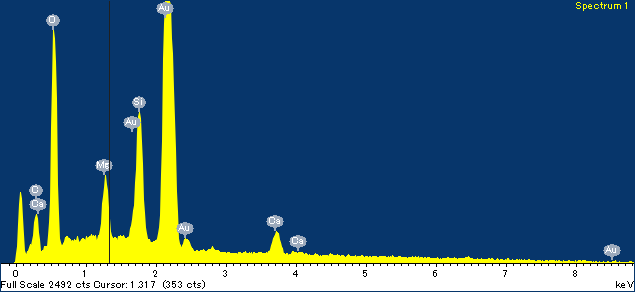 Spectrum 1
Au
O
Si
Au
Mg
C
Ca
Au
Ca
Ca
Au
0 1 2 3 4 5 6 7 8
Full Scale 2492 cts Cursor: 1.317 (353 cts) keV